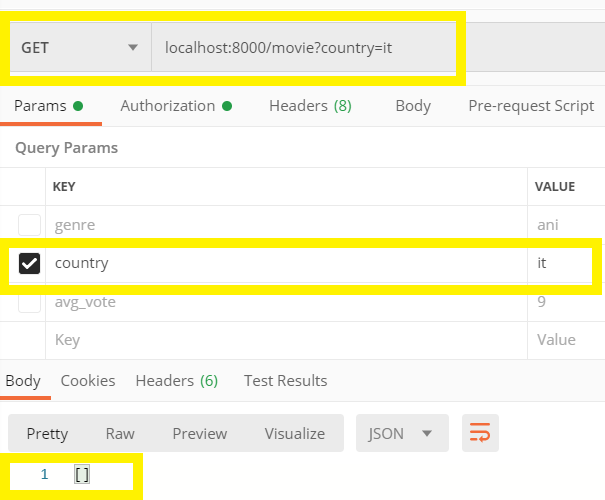 GET localhost:8000/movie?country=it
Params Authorization Headers (8) Body Pre-request Script
Query Params
KEY VALUE
genre ani
country it
avg_vote 9
Key Value
Body Cookies Headers (6) Test Results
Pretty Raw Preview Visualize JSON
1 []